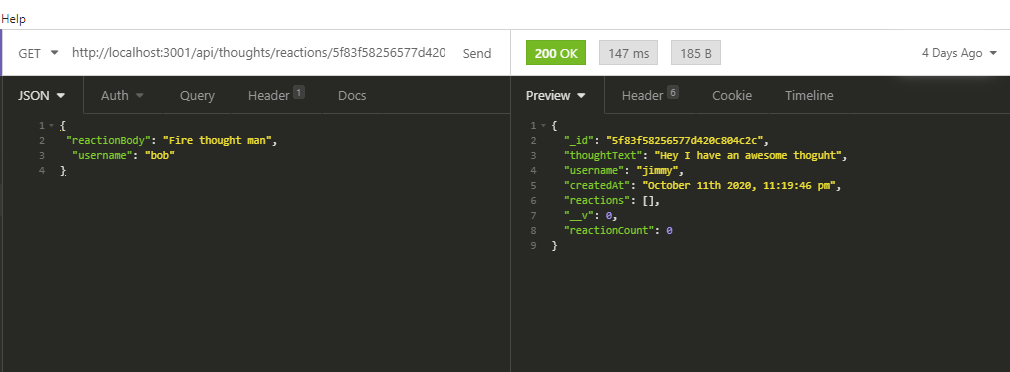 Help
GET http://localhost:3001/api/thoughts/reactions/5f83f58256577d420 Send 200 OK 147 ms 185 B 4 Days Ago
JSON Auth Query Header 1 Docs Preview Header 6 Cookie Timeline
1 {
2 "reactionBody": "Fire thought man",
3 "username": "bob"
4 }
1 {
2 "_id": "5f83f58256577d420c804c2c",
3 "thoughtText": "Hey I have an awesome thoguht",
4 "username": "jimmy",
5 "createdAt": "October 11th 2020, 11:19:46 pm",
6 "reactions": [],
7 "__v": 0,
8 "reactionCount": 0
9 }